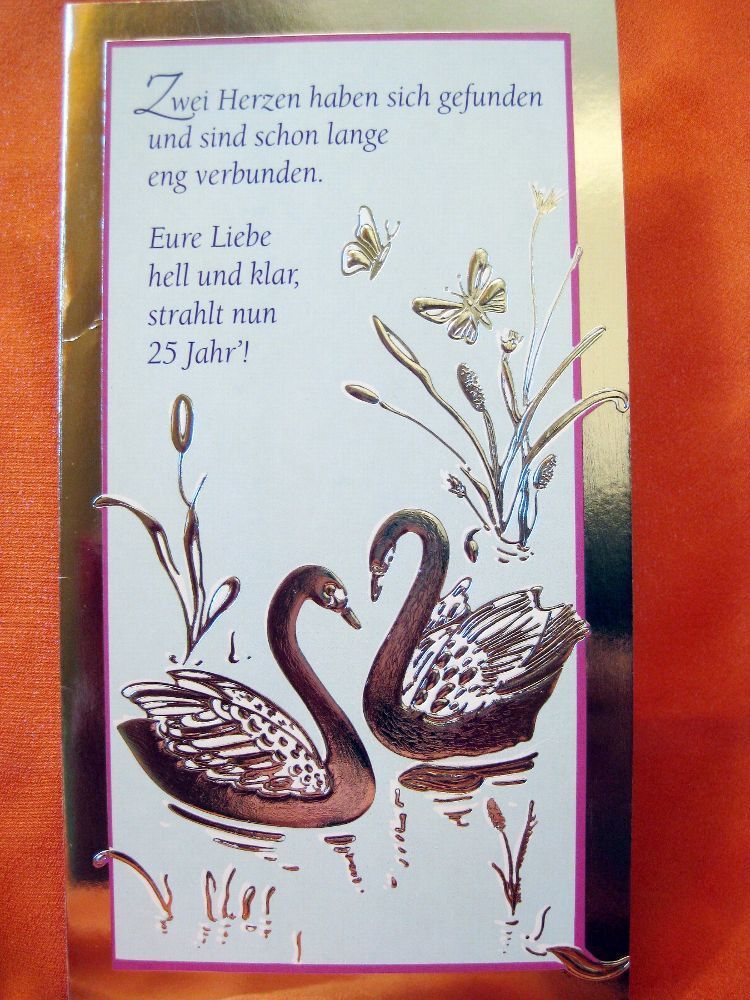 Zwei Herzen haben sich gefunden
und sind schon lange
eng verbunden.
Eure Liebe
hell und klar,
strahlt nun
25 Jahr'!